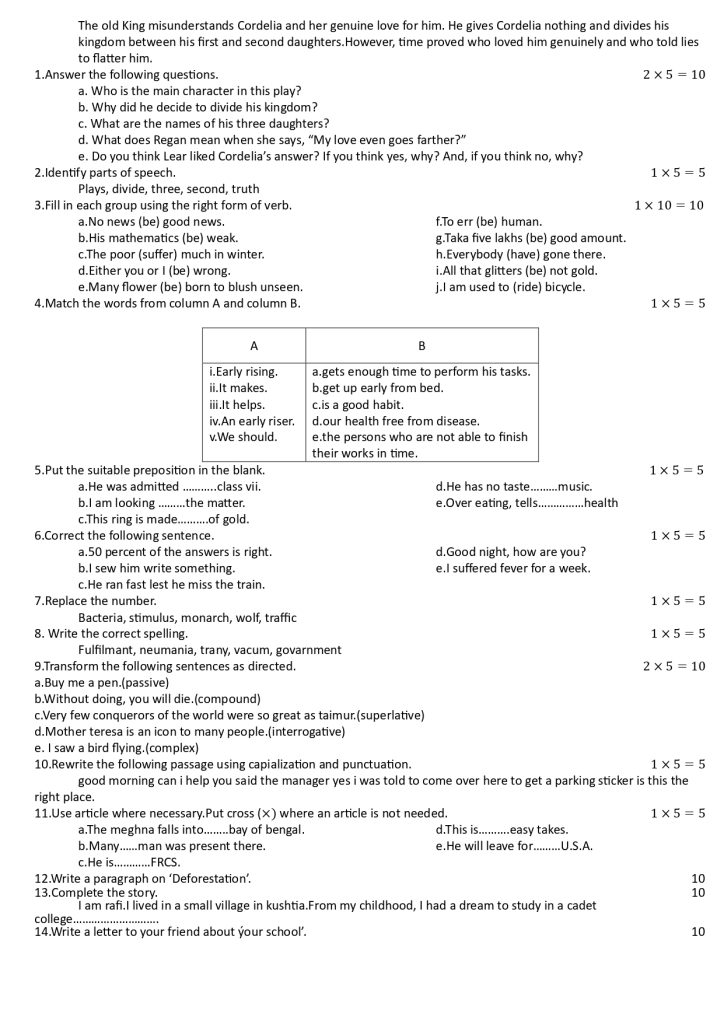 The old King misunderstands Cordelia and her genuine love for him. He gives Cordelia nothing and divides his
kingdom between his first and second daughters.However, time proved who loved him genuinely and who told lies
to flatter him.
1.Answer the following questions. 2 × 5 = 10
a. Who is the main character in this play?
b. Why did he decide to divide his kingdom?
c. What are the names of his three daughters?
d. What does Regan mean when she says, “My love even goes farther?”
e. Do you think Lear liked Cordelia’s answer? If you think yes, why? And, if you think no, why?
2.Identify parts of speech. 1 × 5 = 5
Plays, divide, three, second, truth
3.Fill in each group using the right form of verb. 1 × 10 = 10
a.No news (be) good news. f.To err (be) human.
b.His mathematics (be) weak. g.Taka five lakhs (be) good amount.
c.The poor (suffer) much in winter. h.Everybody (have) gone there.
d.Either you or I (be) wrong. i.All that glitters (be) not gold.
e.Many flower (be) born to blush unseen. j.I am used to (ride) bicycle.
4.Match the words from column A and column B. 1 × 5 = 5
A B
i.Early rising. a.gets enough time to perform his tasks.
ii.It makes. b.get up early from bed.
iii.It helps. c.is a good habit.
iv.An early riser. d.our health free from disease.
v.We should. e.the persons who are not able to finish
their works in time.
5.Put the suitable preposition in the blank. 1 × 5 = 5
a.He was admitted ………..class vii. d.He has no taste………music.
b.I am looking ………the matter. e.Over eating, tells……………health
c.This ring is made……….of gold.
6.Correct the following sentence. 1 × 5 = 5
a.50 percent of the answers is right. d.Good night, how are you?
b.I sew him write something. e.I suffered fever for a week.
c.He ran fast lest he miss the train.
7.Replace the number. 1 × 5 = 5
Bacteria, stimulus, monarch, wolf, traffic
8. Write the correct spelling. 1 × 5 = 5
Fulfilmant, neumania, trany, vacum, govarnment
9.Transform the following sentences as directed. 2 × 5 = 10
a.Buy me a pen.(passive)
b.Without doing, you will die.(compound)
c.Very few conquerors of the world were so great as taimur.(superlative)
d.Mother teresa is an icon to many people.(interrogative)
e. I saw a bird flying.(complex)
10.Rewrite the following passage using capialization and punctuation. 1 × 5 = 5
good morning can i help you said the manager yes i was told to come over here to get a parking sticker is this the
right place.
11.Use article where necessary.Put cross (×) where an article is not needed. 1 × 5 = 5
a.The meghna falls into……..bay of bengal. d.This is……….easy takes.
b.Many……man was present there. e.He will leave for………U.S.A.
c.He is…………FRCS.
12.Write a paragraph on ‘Deforestation’. 10
13.Complete the story. 10
I am rafi.I lived in a small village in kushtia.From my childhood, I had a dream to study in a cadet
college……………………….
14.Write a letter to your friend about ýour school’. 10